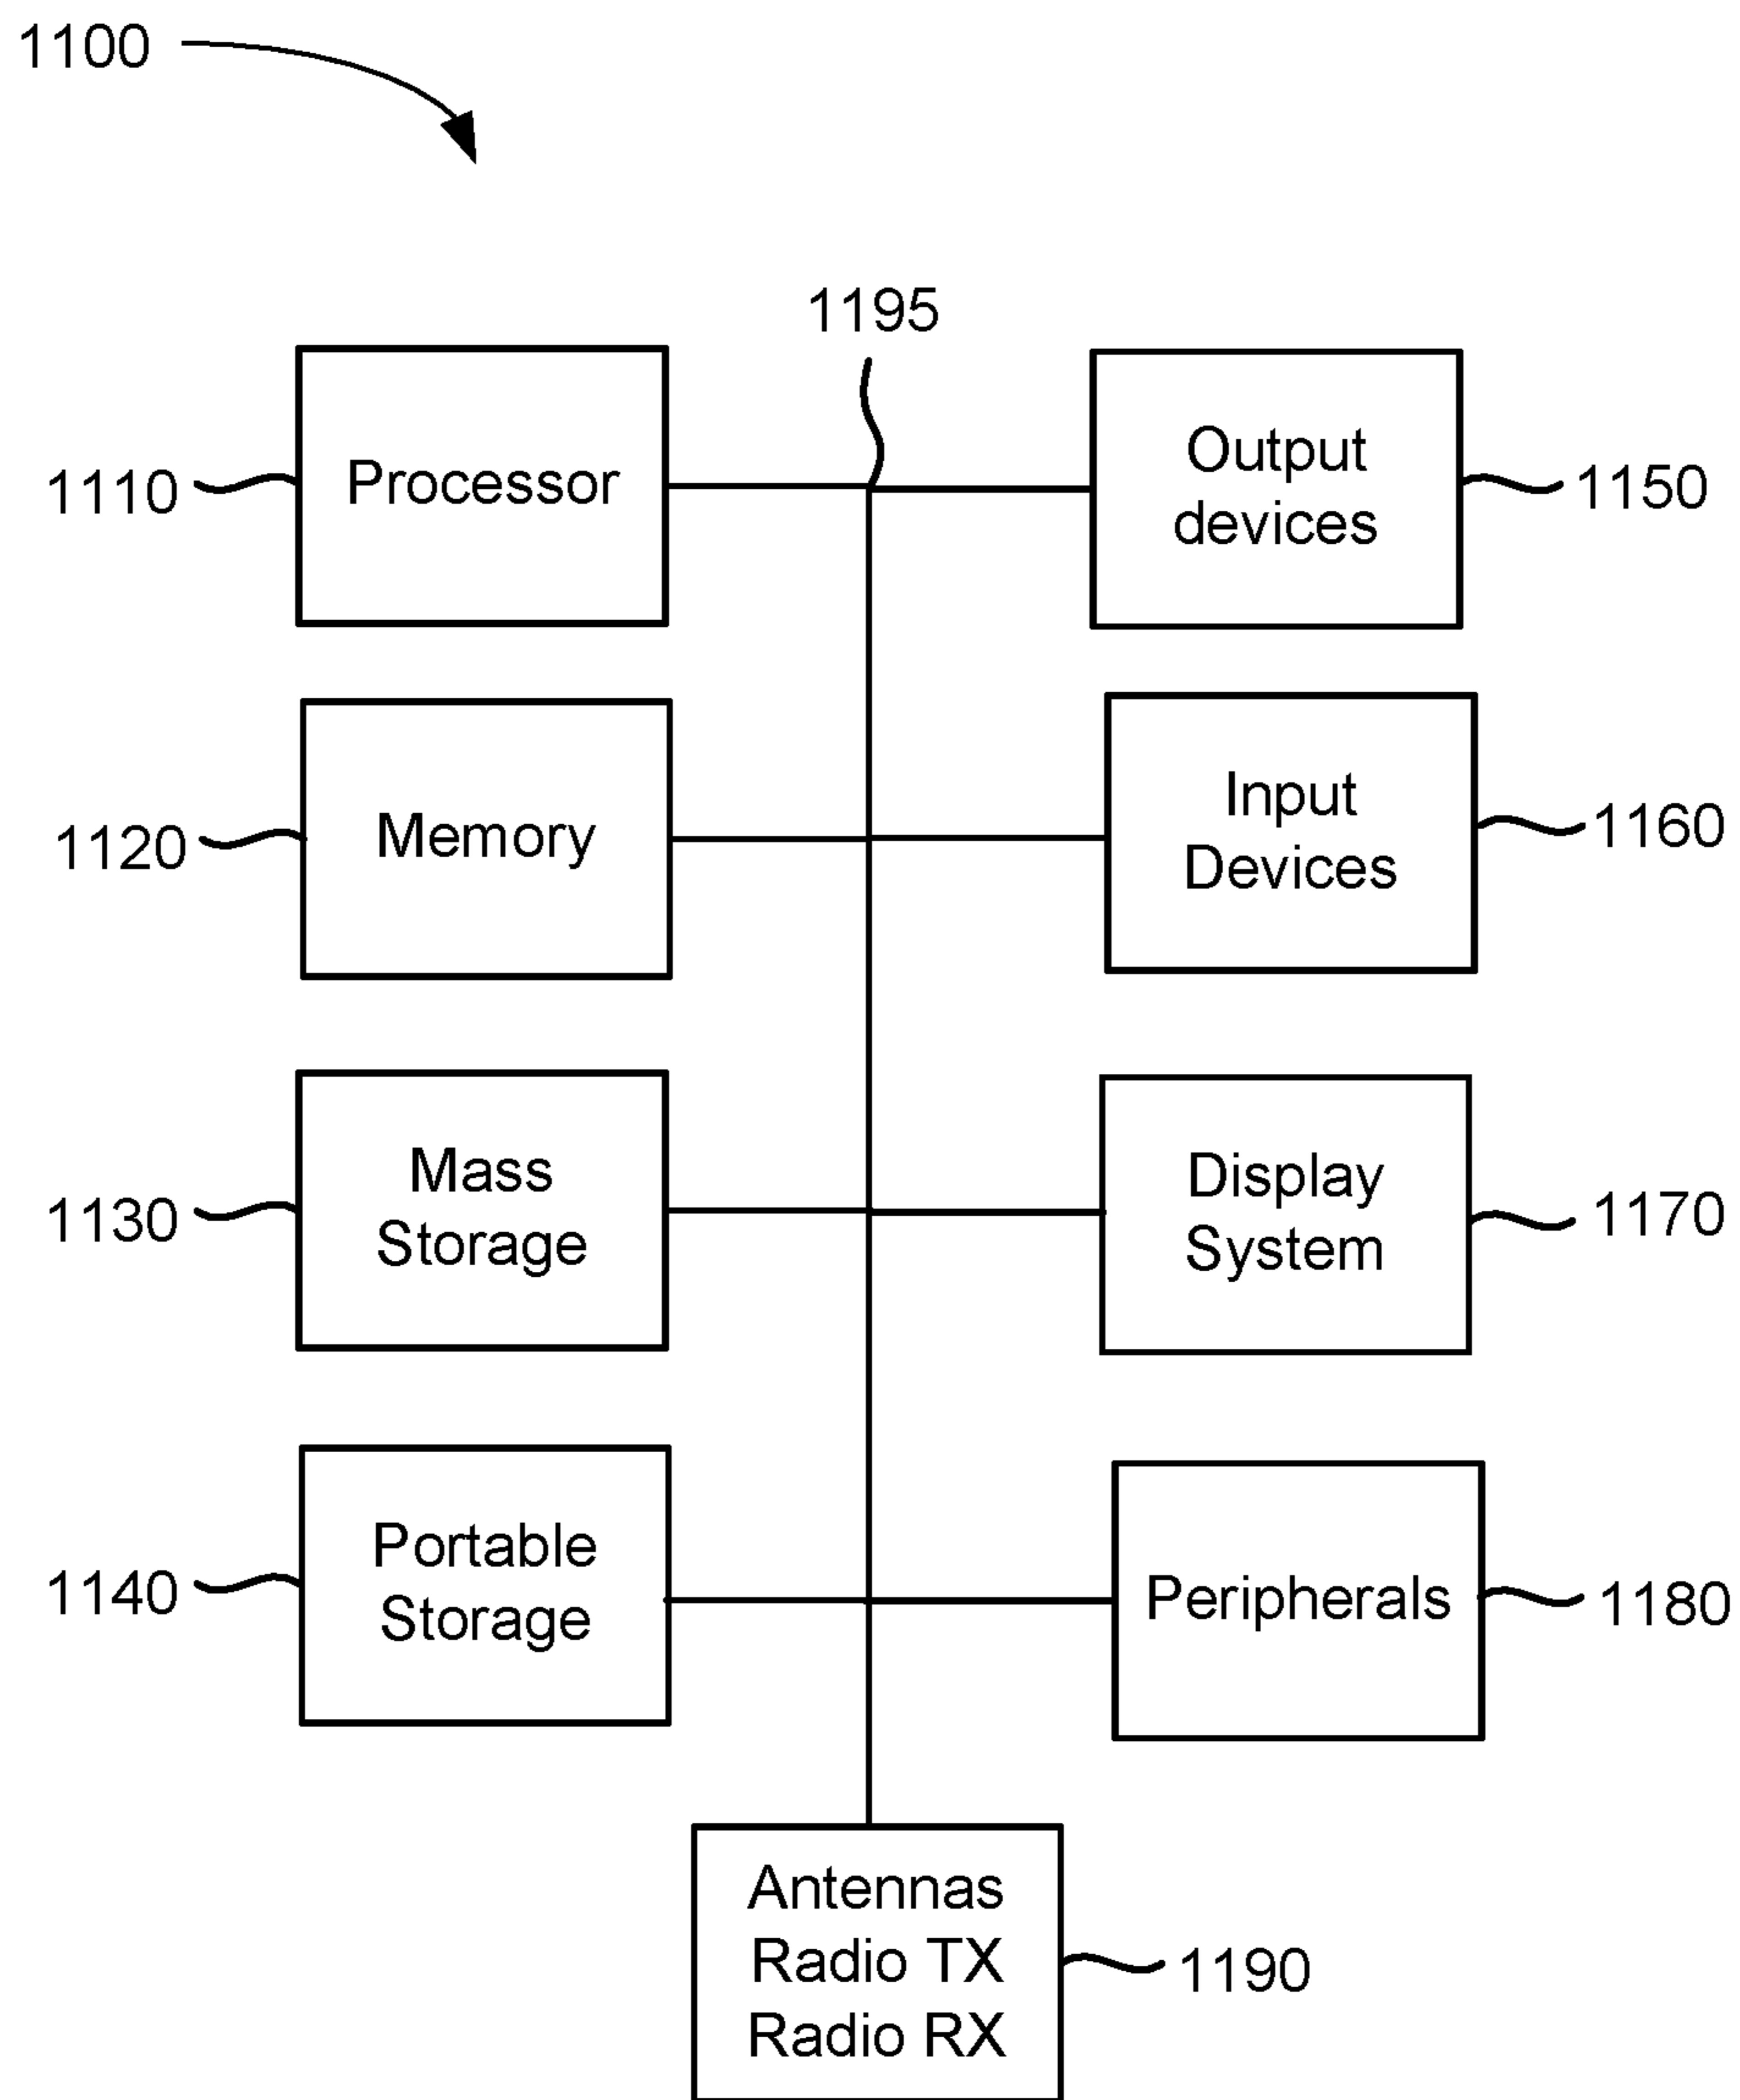 1100
1195
1110
Processor
Output
devices
1150
1120
Memory
Input
Devices
1160
1130
Mass
Storage
Display
System
1170
1140
Portable
Storage
Peripherals
1180
Antennas
Radio TX
Radio RX
1190